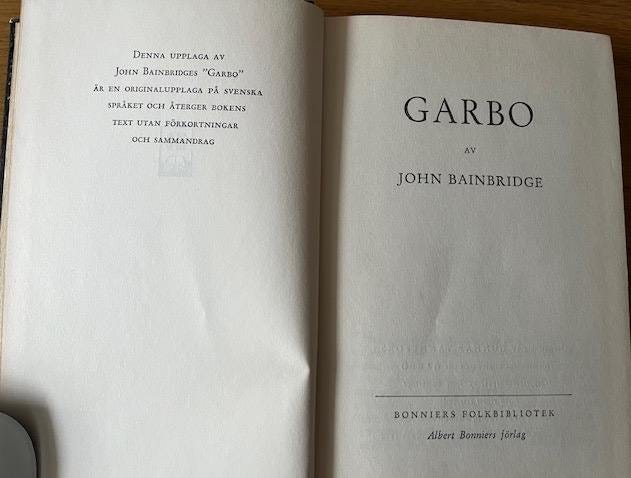 DENNA UPPLAGA AV
JOHN BAINBRIDGES "GARBO"
ÄR EN ORIGINALUPPLAGA PÅ SVENSKA
SPRÅKET OCH ÅTERGER BOKENS
TEXT UTAN FÖRKORTNINGAR
OCH SAMMANDRAG
GARBO
AV
JOHN BAINBRIDGE
BONNIERS FOLKBIBLIOTEK
Albert Bonniers förlag